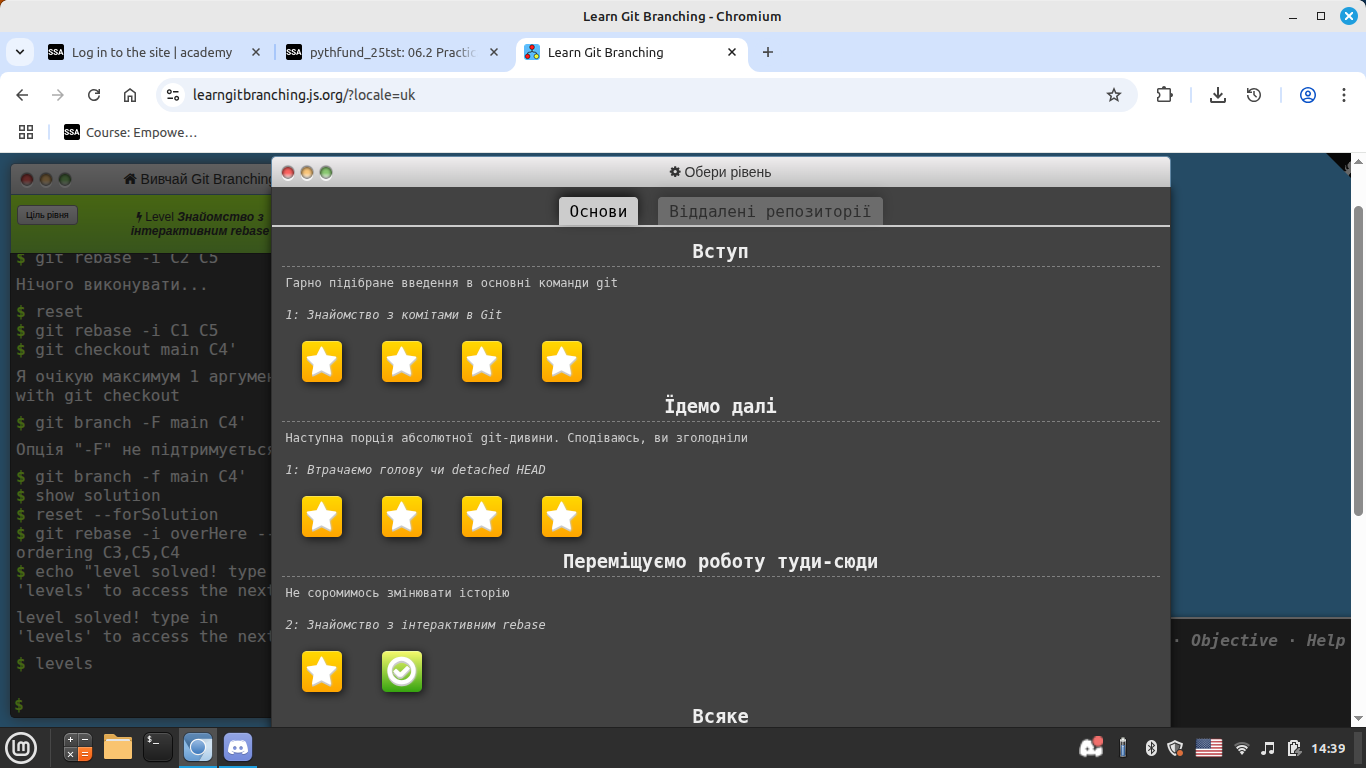 Learn Git Branching - Chromium
Log in to the site | academy
pythfund_25tst: 06.2 Practic
Learn Git Branching
learngitbranching.js.org/?locale=uk
Course: Empowe…
Вивчай Git Branching
Ціль рівня
Level Знайомство з
інтерактивним rebase
$ git rebase -i C2 C5
Нічого виконувати...
$ reset
$ git rebase -i C1 C5
$ git checkout main C4'
Я очікую максимум 1 аргумен
with git checkout
$ git branch -F main C4'
Опція "-F" не підтримується
$ git branch -f main C4'
$ show solution
$ reset --forSolution
$ git rebase -i overHere --
ordering C3,C5,C4
$ echo "level solved! type
'levels' to access the next
level solved! type in
'levels' to access the next
$ levels
$
Обери рівень
Основи
Віддалені репозиторії
Вступ
Гарно підібране введення в основні команди git
1: Знайомство з комітами в Git
Їдемо далі
Наступна порція абсолютної git-дивини. Сподіваюсь, ви зголодніли
1: Втрачаємо голову чи detached HEAD
Переміщуємо роботу туди-сюди
Не соромимось змінювати історію
2: Знайомство з інтерактивним rebase
Всяке
· Objective · Help
14:39